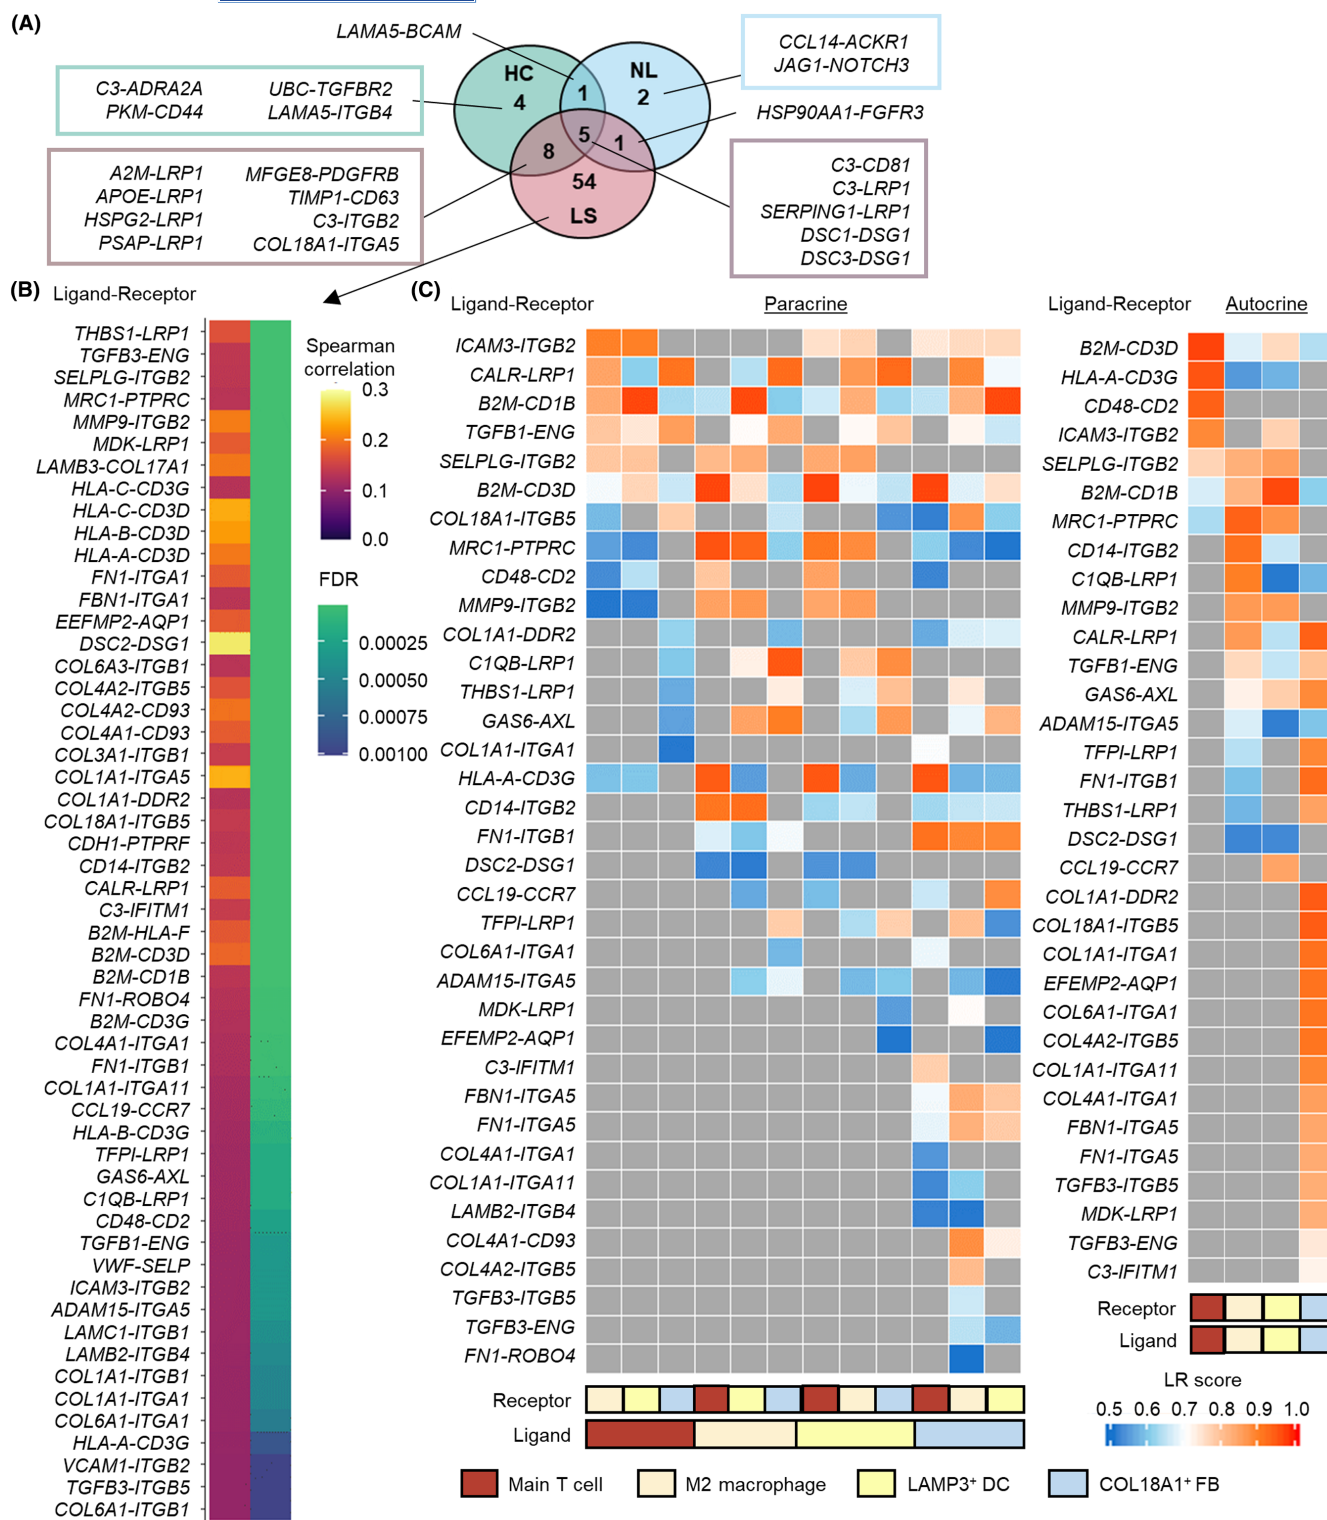 (A)
LAMA5-BCAM
HC
4
1
NL
2
CCL14-ACKR1
JAG1-NOTCH3
C3-ADRA2A UBC-TGFBR2
PKM-CD44 LAMA5-ITGB4
HSP90AA1-FGFR3
5
8
1
54
LS
A2M-LRP1 MFGE8-PDGFRB
APOE-LRP1 TIMP1-CD63
HSPG2-LRP1 C3-ITGB2
PSAP-LRP1 COL18A1-ITGA5
C3-CD81
C3-LRP1
SERPING1-LRP1
DSC1-DSG1
DSC3-DSG1
(B)
Ligand-Receptor
THBS1-LRP1
TGFB3-ENG
SELPLG-ITGB2
MRC1-PTPRC
MMP9-ITGB2
MDK-LRP1
LAMB3-COL17A1
HLA-C-CD3G
HLA-C-CD3D
HLA-B-CD3D
HLA-A-CD3D
FN1-ITGA1
FBN1-ITGA1
EEFMP2-AQP1
DSC2-DSG1
COL6A3-ITGB1
COL4A2-ITGB5
COL4A2-CD93
COL4A1-CD93
COL3A1-ITGB1
COL1A1-ITGA5
COL1A1-DDR2
COL18A1-ITGB5
CDH1-PTPRF
CD14-ITGB2
CALR-LRP1
C3-IFITM1
B2M-HLA-F
B2M-CD3D
B2M-CD1B
FN1-ROBO4
B2M-CD3G
COL4A1-ITGA1
FN1-ITGB1
COL1A1-ITGA11
CCL19-CCR7
HLA-B-CD3G
TFPI-LRP1
GAS6-AXL
C1QB-LRP1
CD48-CD2
TGFB1-ENG
VWF-SELP
ICAM3-ITGB2
ADAM15-ITGA5
LAMC1-ITGB1
LAMB2-ITGB4
COL1A1-ITGB1
COL1A1-ITGA1
COL6A1-ITGA1
HLA-A-CD3G
VCAM1-ITGB2
TGFB3-ITGB5
COL6A1-ITGB1
Spearman
correlation
0.3
0.2
0.1
0.0
FDR
0.00025
0.00050
0.00075
0.00100
(C)
Ligand-Receptor Paracrine
ICAM3-ITGB2
CALR-LRP1
B2M-CD1B
TGFB1-ENG
SELPLG-ITGB2
B2M-CD3D
COL18A1-ITGB5
MRC1-PTPRC
CD48-CD2
MMP9-ITGB2
COL1A1-DDR2
C1QB-LRP1
THBS1-LRP1
GAS6-AXL
COL1A1-ITGA1
HLA-A-CD3G
CD14-ITGB2
FN1-ITGB1
DSC2-DSG1
CCL19-CCR7
TFPI-LRP1
COL6A1-ITGA1
ADAM15-ITGA5
MDK-LRP1
EFEMP2-AQP1
C3-IFITM1
FBN1-ITGA5
FN1-ITGA5
COL4A1-ITGA1
COL1A1-ITGA11
LAMB2-ITGB4
COL4A1-CD93
COL4A2-ITGB5
TGFB3-ITGB5
TGFB3-ENG
FN1-ROBO4
Receptor
Ligand
Ligand-Receptor Autocrine
B2M-CD3D
HLA-A-CD3G
CD48-CD2
ICAM3-ITGB2
SELPLG-ITGB2
B2M-CD1B
MRC1-PTPRC
CD14-ITGB2
C1QB-LRP1
MMP9-ITGB2
CALR-LRP1
TGFB1-ENG
GAS6-AXL
ADAM15-ITGA5
TFPI-LRP1
FN1-ITGB1
THBS1-LRP1
DSC2-DSG1
CCL19-CCR7
COL1A1-DDR2
COL18A1-ITGB5
COL1A1-ITGA1
EFEMP2-AQP1
COL6A1-ITGA1
COL4A2-ITGB5
COL1A1-ITGA11
COL4A1-ITGA1
FBN1-ITGA5
FN1-ITGA5
TGFB3-ITGB5
MDK-LRP1
TGFB3-ENG
C3-IFITM1
Receptor
Ligand
LR score
0.5 0.6 0.7 0.8 0.9 1.0
Main T cell M2 macrophage LAMP3⁺ DC COL18A1⁺ FB